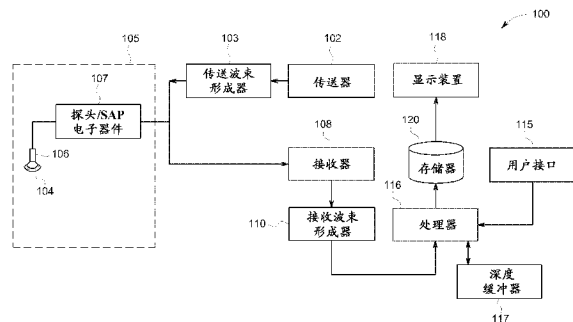 100
105
103
102
118
107
传送波束
形成器
传送器
显示装置
探头/SAP
电子器件
106
104
108
120
115
接收器
存储器
用户接口
116
110
接收波束
形成器
处理器
深度
缓冲器
117